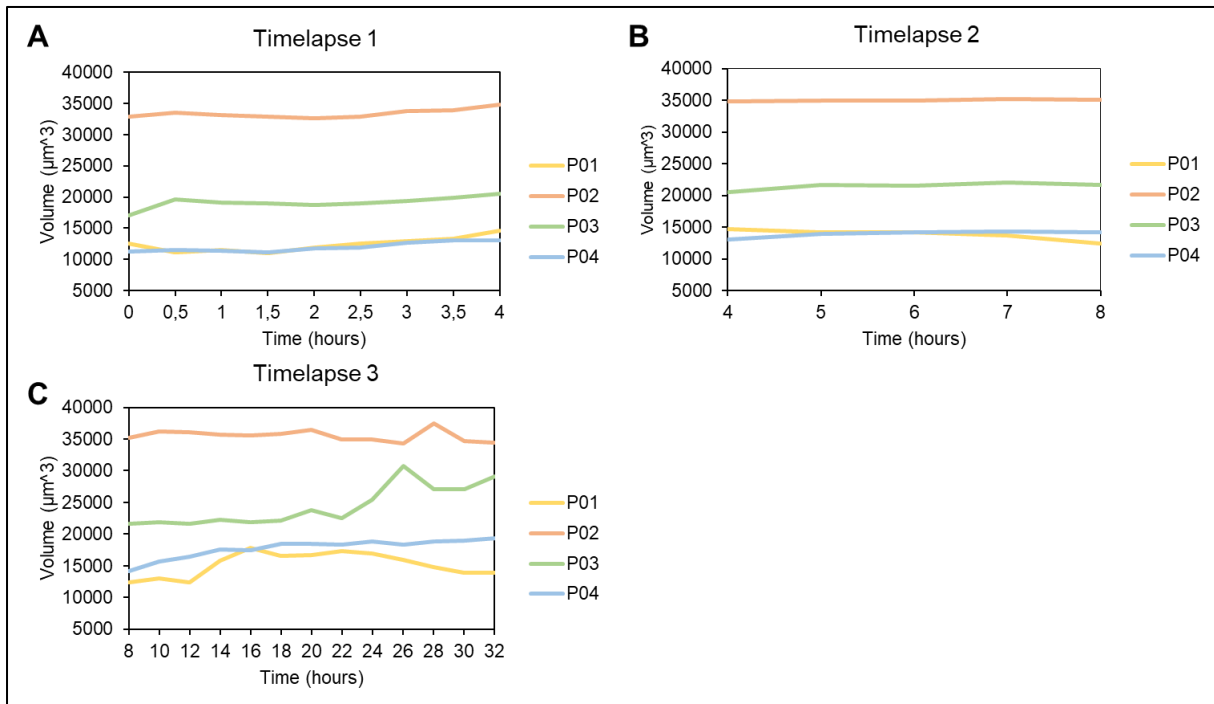 A
Timelapse 1
40000
35000
30000
25000
20000
15000
10000
5000
Volume (µm^3)
0 0,5 1 1,5 2 2,5 3 3,5 4
Time (hours)
P01
P02
P03
P04
B
Timelapse 2
40000
35000
30000
25000
20000
15000
10000
5000
Volume (µm^3)
4 5 6 7 8
Time (hours)
P01
P02
P03
P04
C
Timelapse 3
40000
35000
30000
25000
20000
15000
10000
5000
Volume (µm^3)
8 10 12 14 16 18 20 22 24 26 28 30 32
Time (hours)
P01
P02
P03
P04